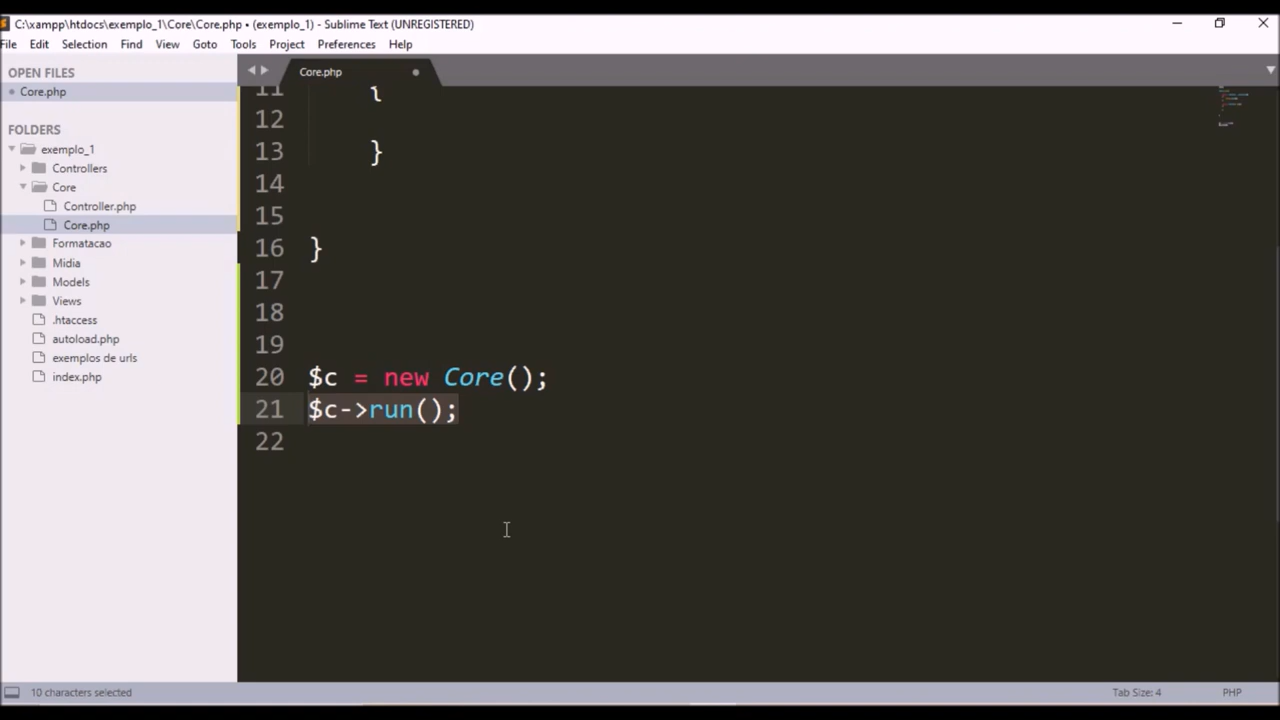 C:\xampp\htdocs\exemplo_1\Core\Core.php • (exemplo_1) - Sublime Text (UNREGISTERED)
File Edit Selection Find View Goto Tools Project Preferences Help
OPEN FILES
Core.php
FOLDERS
exemplo_1
Controllers
Core
Controller.php
Core.php
Formatacao
Midia
Models
Views
.htaccess
autoload.php
exemplos de urls
index.php
Core.php
11 {
12
13 }
14
15
16 }
17
18
19
20 $c = new Core();
21 $c->run();
22
10 characters selected
Tab Size: 4
PHP